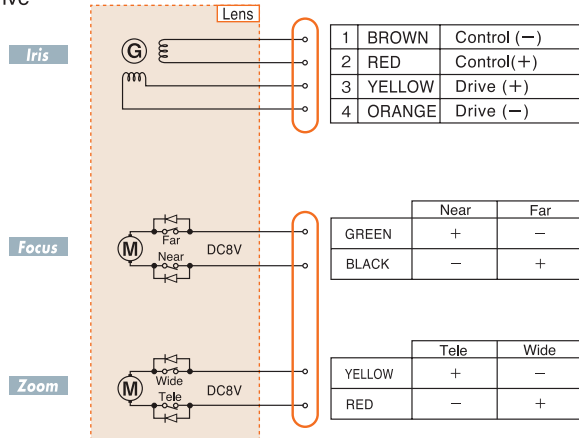 ive
Lens
Iris
G
1 BROWN Control (−)
2 RED Control(+)
3 YELLOW Drive (+)
4 ORANGE Drive (−)
Focus
M
Far
Near
DC8V
Near Far
GREEN + −
BLACK − +
Zoom
M
Wide
Tele
DC8V
Tele Wide
YELLOW + −
RED − +